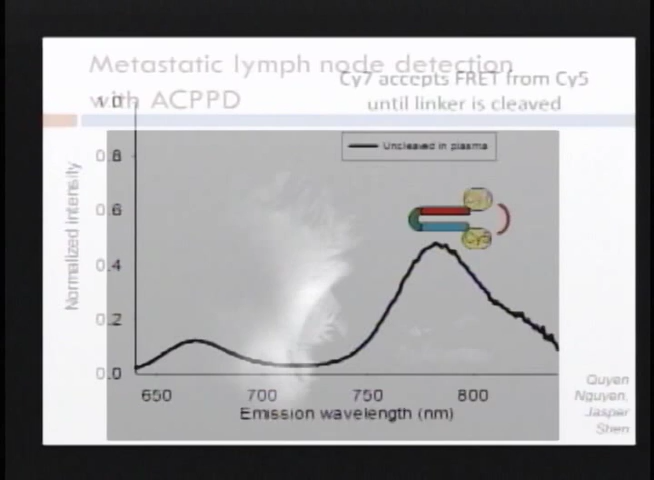 Metastatic lymph node detection
with ACPPD
Cy7 accepts FRET from Cy5
until linker is cleaved
1.0
0.8
0.6
0.4
0.2
0.0
Normalized intensity
Uncleaved in plasma
650 700 750 800
Emission wavelength (nm)
Quyen
Nguyen,
Jasper
Shen